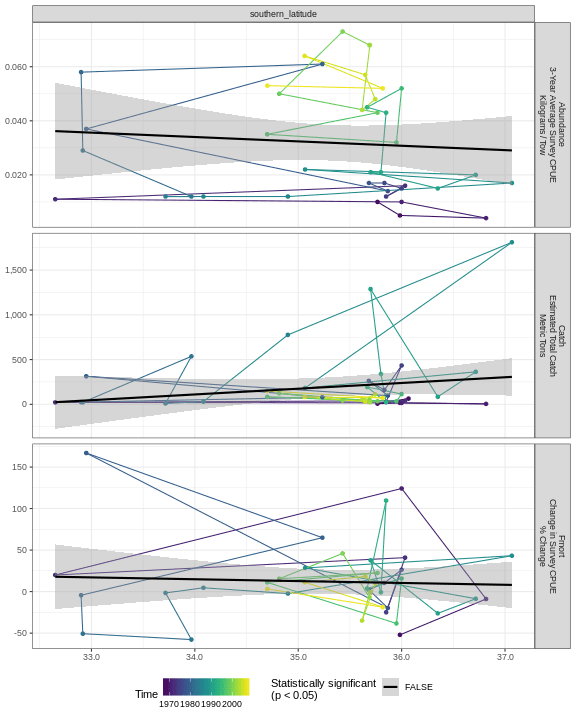 southern_latitude
0.060
0.040
0.020
Abundance
3-Year Average Survey CPUE
Kilograms / Tow
1,500
1,000
500
0
Catch
Estimated Total Catch
Metric Tons
150
100
50
0
-50
Fmort
Change in Survey CPUE
% Change
33.0 34.0 35.0 36.0 37.0
Time
1970 1980 1990 2000
Statistically significant
(p < 0.05)
FALSE